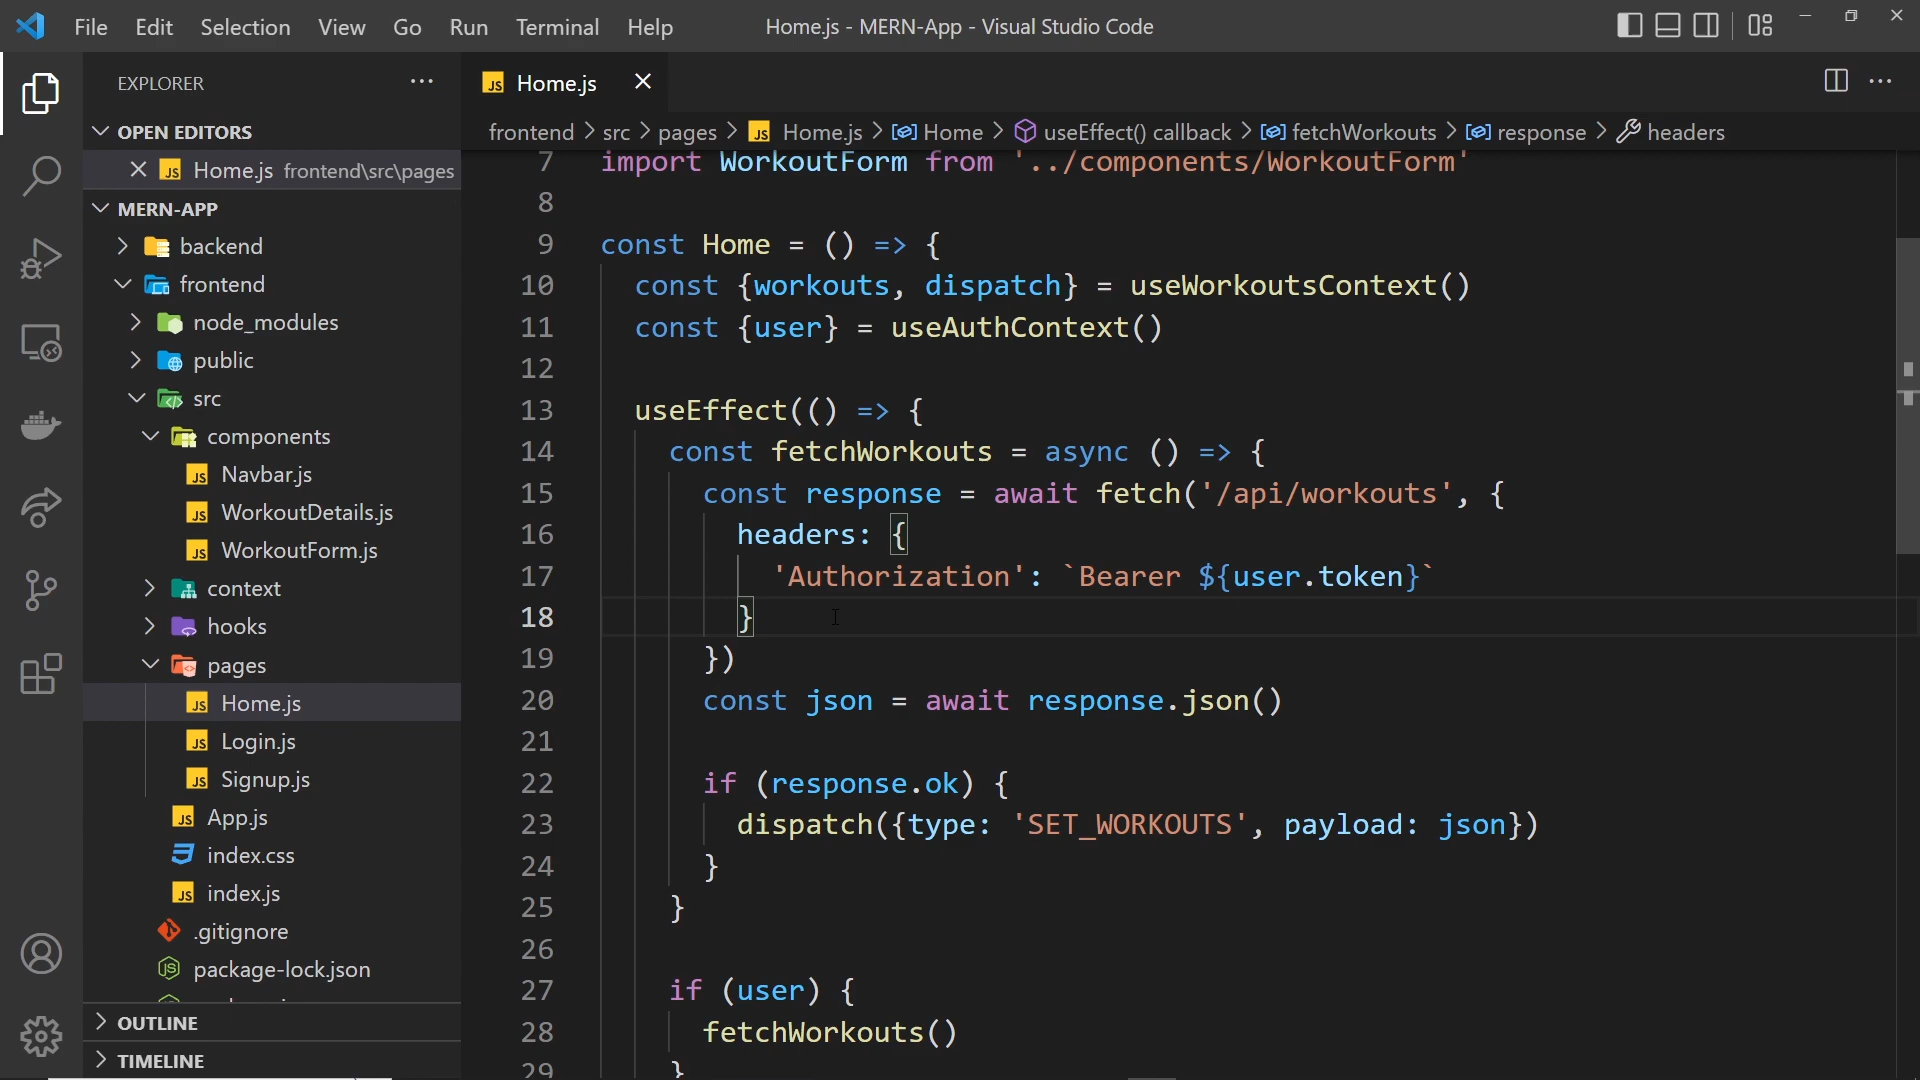 File Edit Selection View Go Run Terminal Help Home.js - MERN-App - Visual Studio Code
EXPLORER
OPEN EDITORS
Home.js frontend\src\pages
MERN-APP
backend
frontend
node_modules
public
src
components
Navbar.js
WorkoutDetails.js
WorkoutForm.js
context
hooks
pages
Home.js
Login.js
Signup.js
App.js
index.css
index.js
.gitignore
package-lock.json
OUTLINE
TIMELINE
Home.js
frontend > src > pages > Home.js > Home > useEffect() callback > fetchWorkouts > response > headers
7 import WorkoutForm from '../components/WorkoutForm'
8
9 const Home = () => {
10 const {workouts, dispatch} = useWorkoutsContext()
11 const {user} = useAuthContext()
12
13 useEffect(() => {
14 const fetchWorkouts = async () => {
15 const response = await fetch('/api/workouts', {
16 headers: {
17 'Authorization': `Bearer ${user.token}`
18 }
19 })
20 const json = await response.json()
21
22 if (response.ok) {
23 dispatch({type: 'SET_WORKOUTS', payload: json})
24 }
25 }
26
27 if (user) {
28 fetchWorkouts()
29 }